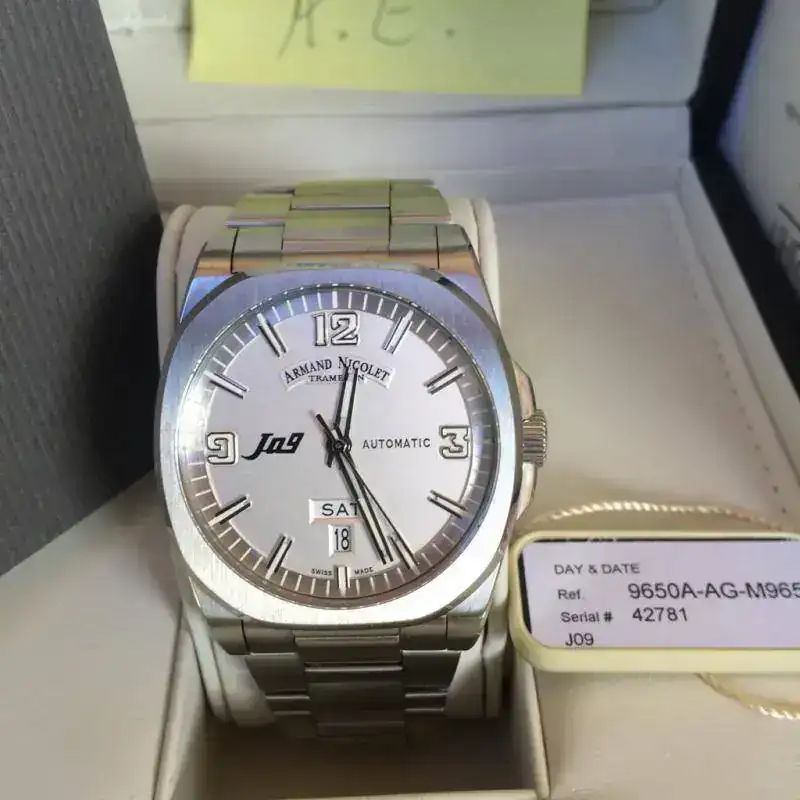 A.E.
12
ARMAND NICOLET
TRAMELAN
9
J09
AUTOMATIC
3
SAT
18
SWISS MADE
DAY & DATE
Ref. 9650A-AG-M965
Serial # 42781
J09